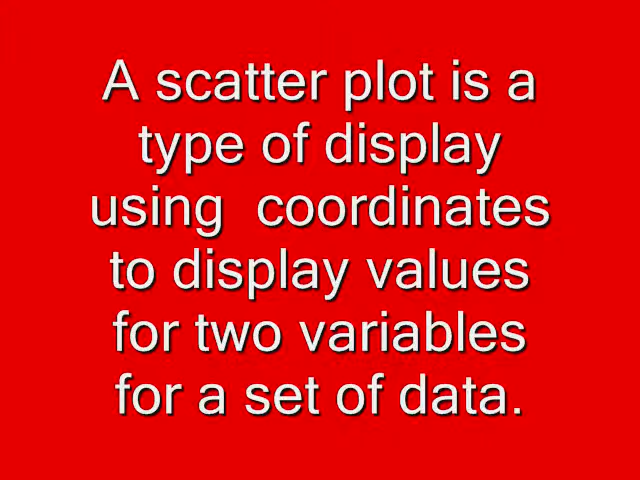 A scatter plot is a
type of display
using  coordinates
to display values
for two variables
for a set of data.